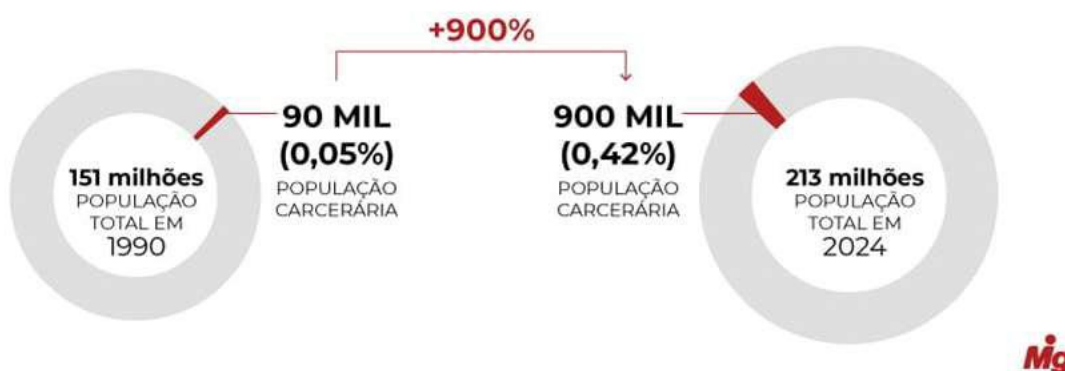 +900%
151 milhões
POPULAÇÃO
TOTAL EM
1990
90 MIL
(0,05%)
POPULAÇÃO
CARCERÁRIA
900 MIL
(0,42%)
POPULAÇÃO
CARCERÁRIA
213 milhões
POPULAÇÃO
TOTAL EM
2024